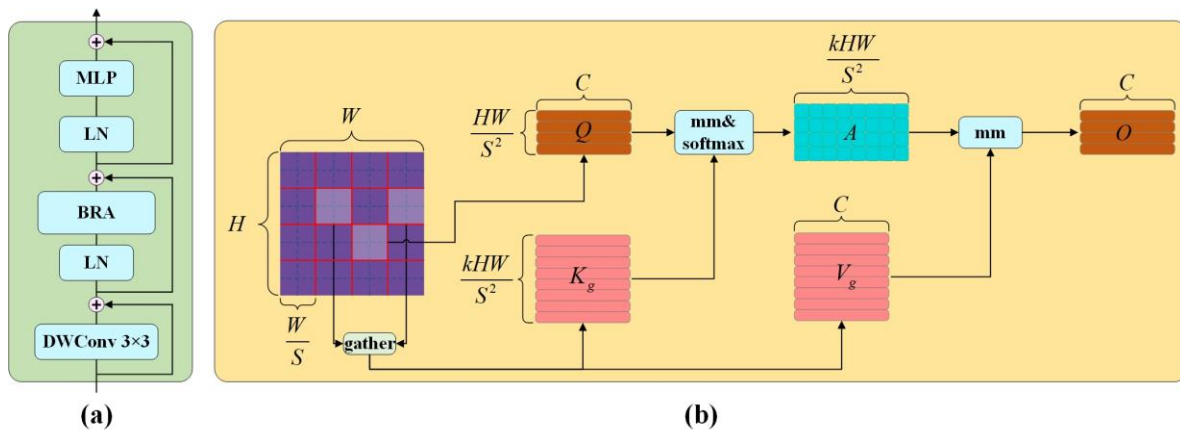 MLP
LN
BRA
LN
DWConv 3×3
(a)
W
H
W/S
gather
C
HW/S²
Q
mm&
softmax
kHW/S²
A
mm
C
O
kHW/S²
K_g
C
V_g
(b)